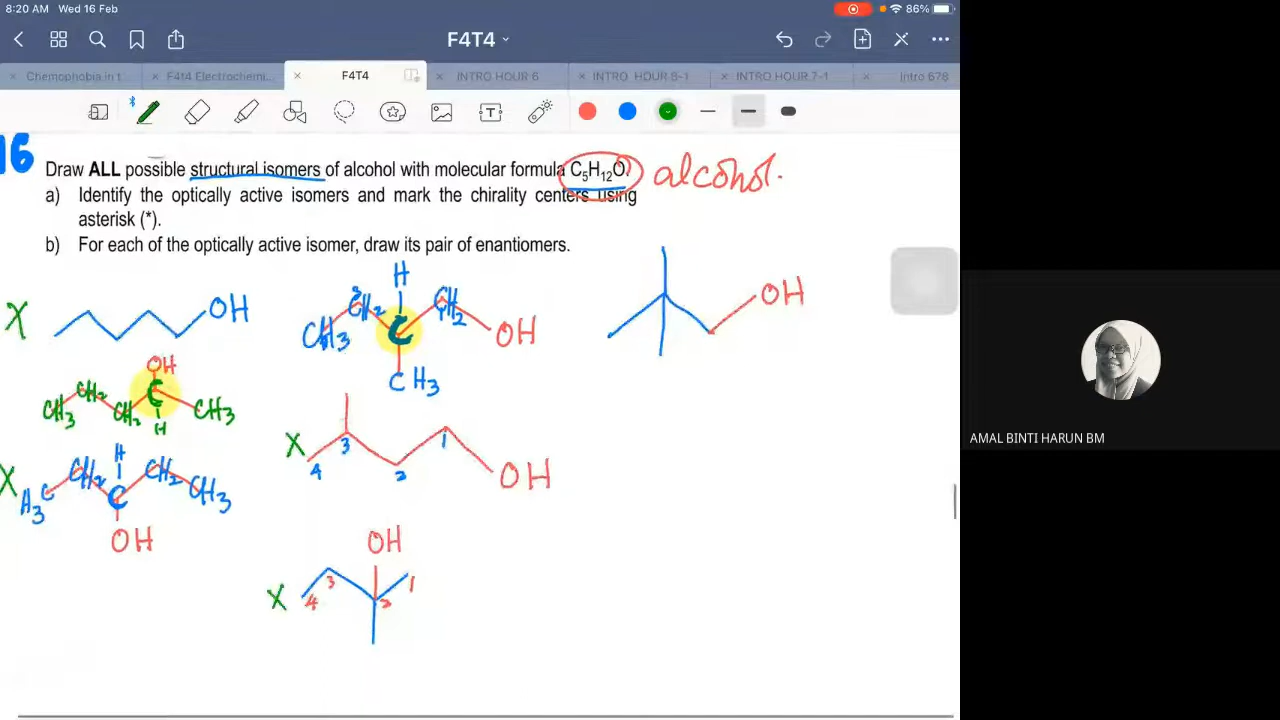 8:20 AM Wed 16 Feb
86%
F4T4
Chemophobia in t
F4T4 Electrochemi...
F4T4
INTRO HOUR 6
INTRO HOUR 8-1
INTRO HOUR 7-1
Intro 678
16
Draw ALL possible structural isomers of alcohol with molecular formula C5H12O. alcohol.
a) Identify the optically active isomers and mark the chirality centers using
asterisk (*).
b) For each of the optically active isomer, draw its pair of enantiomers.
X OH
CH3 CH2 C H CH2 OH
CH3
OH
OH
CH3 CH2 CH2 C CH3
H
X
4 3 2 1
OH
X
H
H3C CH2 C CH2 CH3
OH
OH
X
4 3 2 1
AMAL BINTI HARUN BM